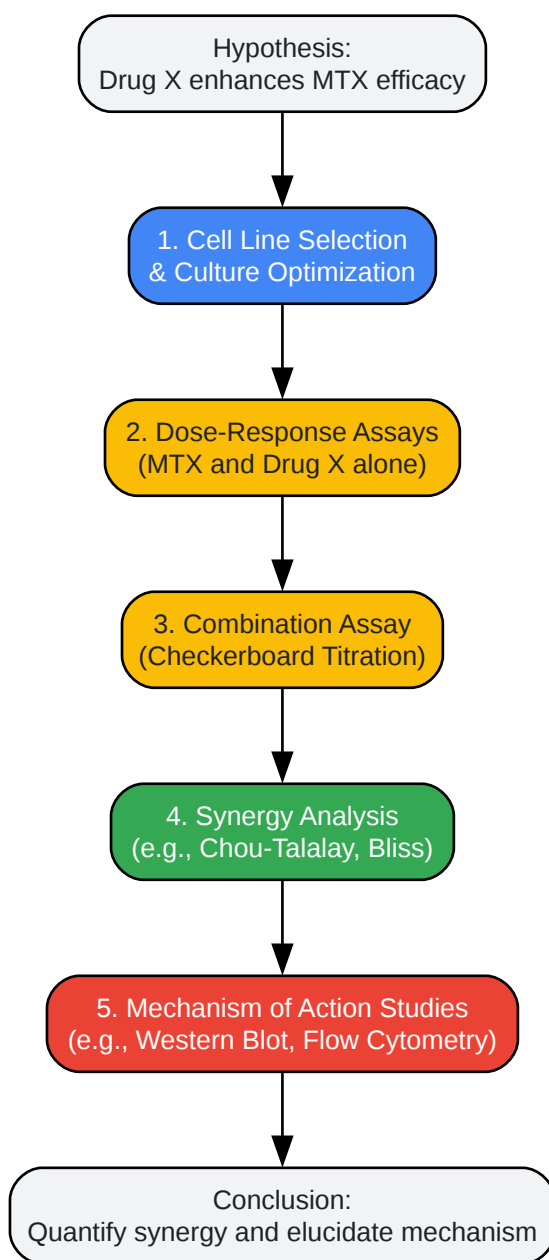 Hypothesis:
Drug X enhances MTX efficacy
1. Cell Line Selection
& Culture Optimization
2. Dose-Response Assays
(MTX and Drug X alone)
3. Combination Assay
(Checkerboard Titration)
4. Synergy Analysis
(e.g., Chou-Talalay, Bliss)
5. Mechanism of Action Studies
(e.g., Western Blot, Flow Cytometry)
Conclusion:
Quantify synergy and elucidate mechanism